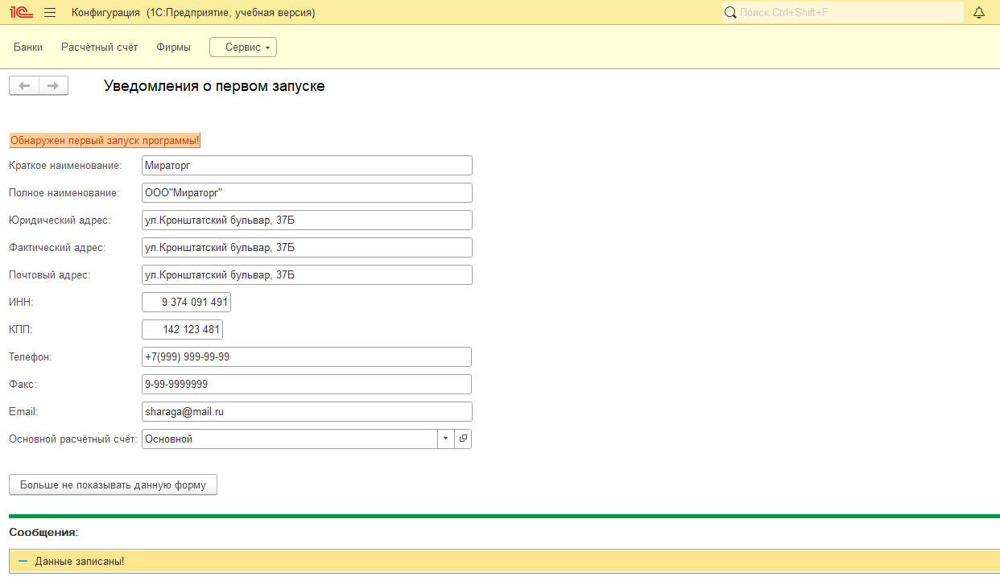 1С Конфигурация (1С:Предприятие, учебная версия) Поиск Ctrl+Shift+F
Банки Расчётный счёт Фирмы Сервис
Уведомления о первом запуске
Обнаружен первый запуск программы!
Краткое наименование: Мираторг
Полное наименование: ООО"Мираторг"
Юридический адрес: ул.Кронштатский бульвар, 37Б
Фактический адрес: ул.Кронштатский бульвар, 37Б
Почтовый адрес: ул.Кронштатский бульвар, 37Б
ИНН: 9 374 091 491
КПП: 142 123 481
Телефон: +7(999) 999-99-99
Факс: 9-99-9999999
Email: sharaga@mail.ru
Основной расчётный счёт: Основной
Больше не показывать данную форму
Сообщения:
Данные записаны!